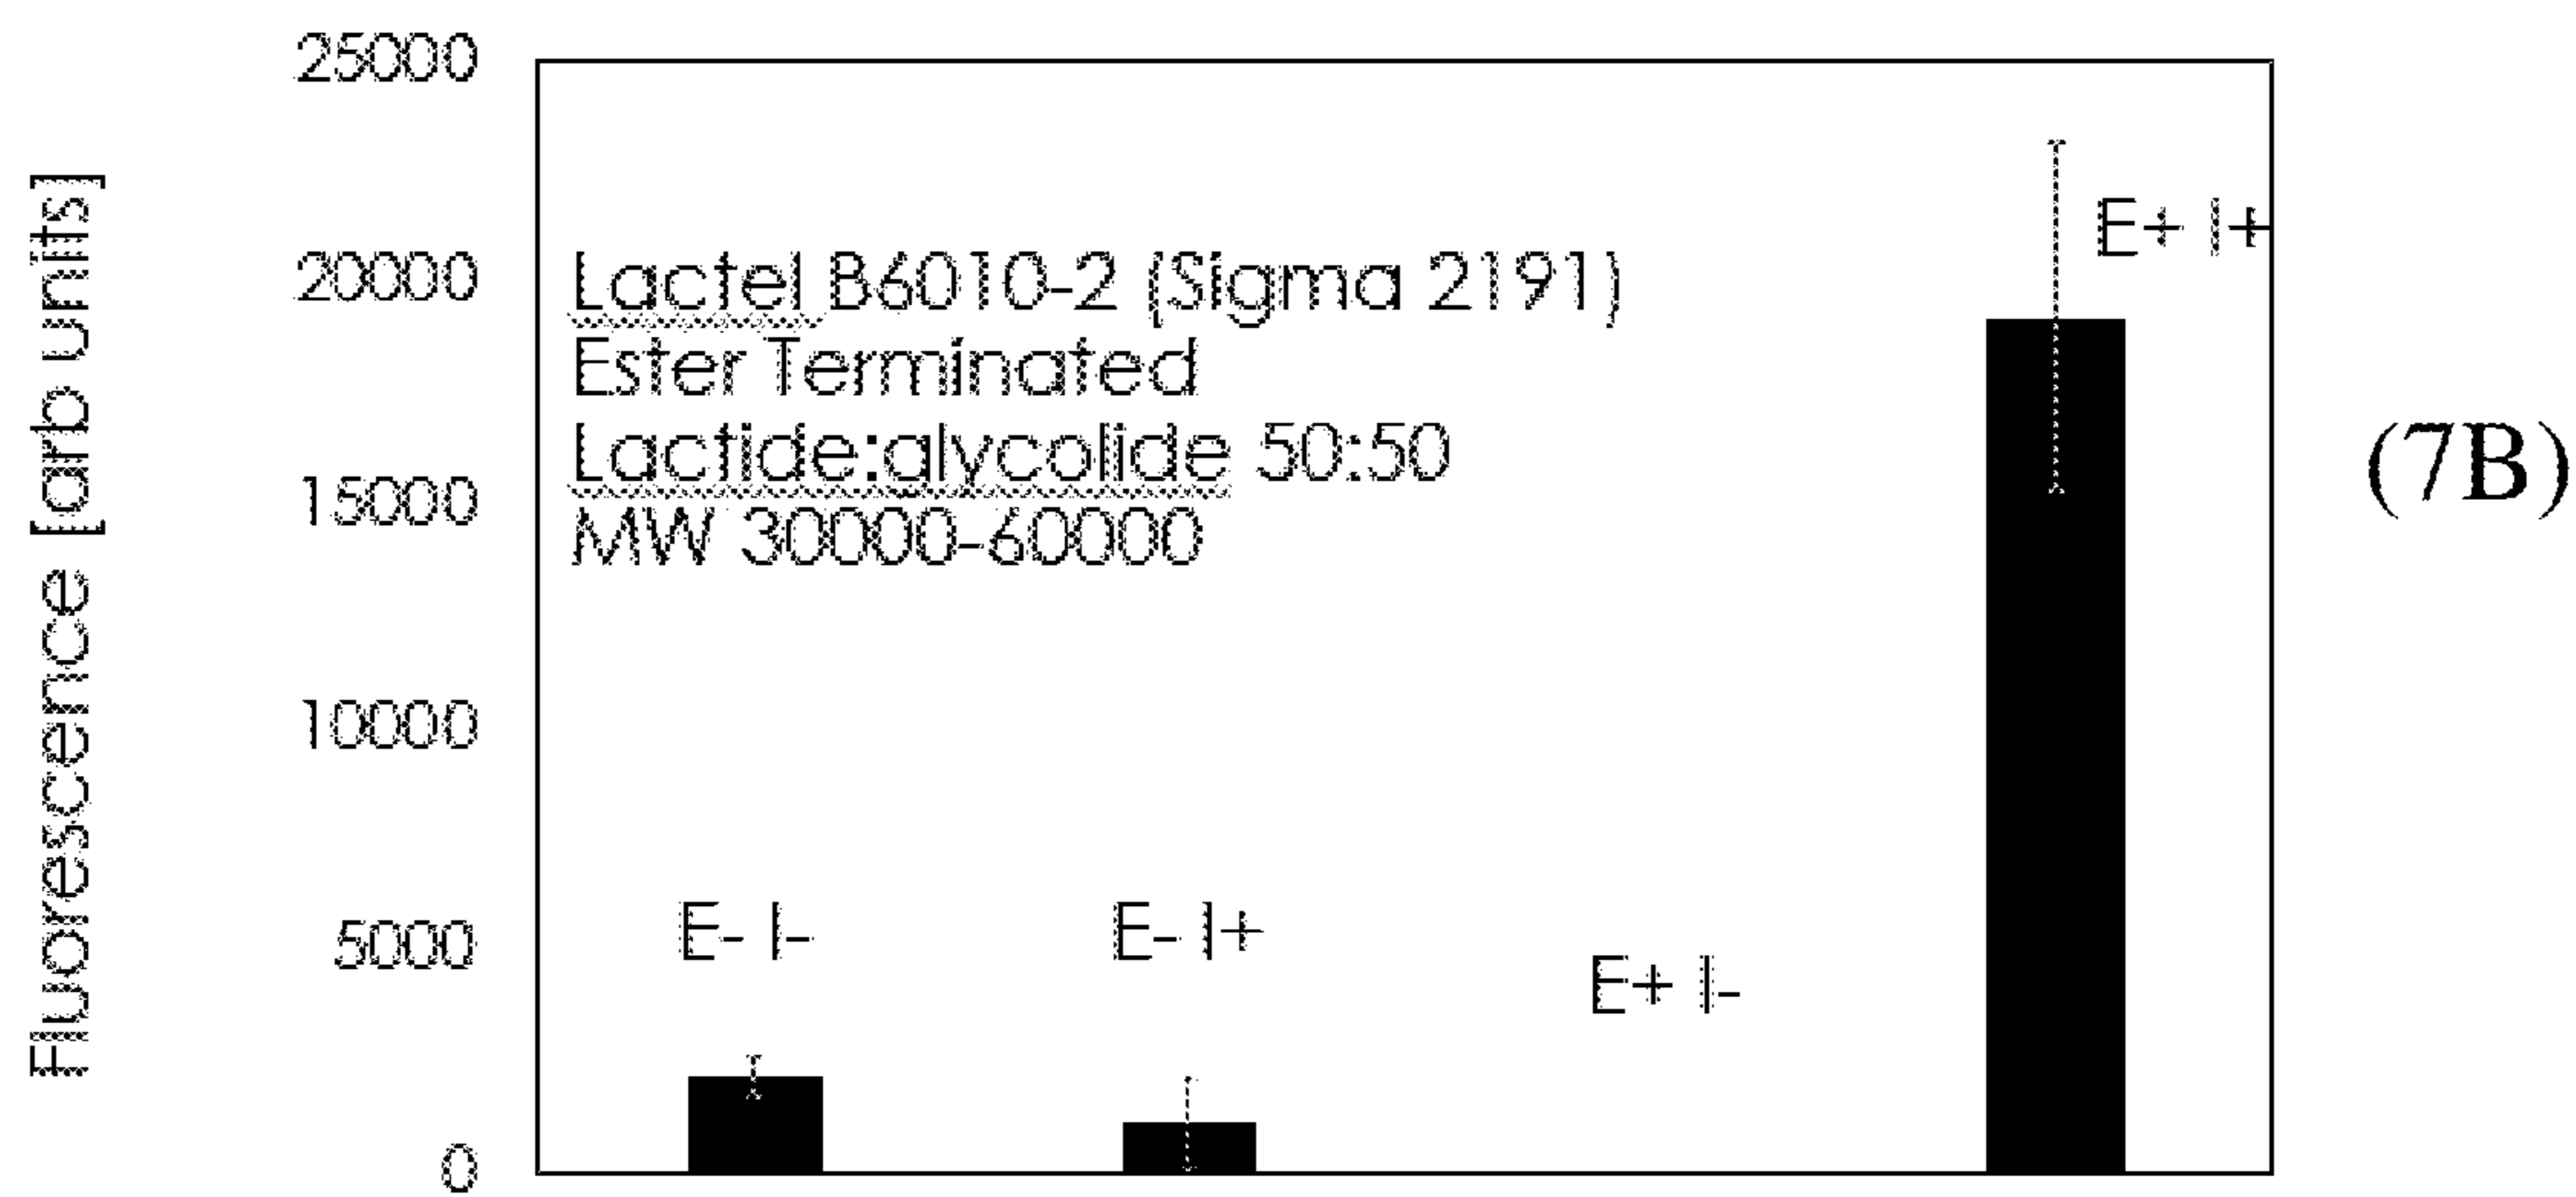 Fluorescence [arb units]
25000
20000
15000
10000
5000
0
Lactel B6010-2 (Sigma 2191)
Ester Terminated
Lactide:glycolide 50:50
MW 30000-60000
E- I-
E- I+
E+ I-
E+ I+
(7B)